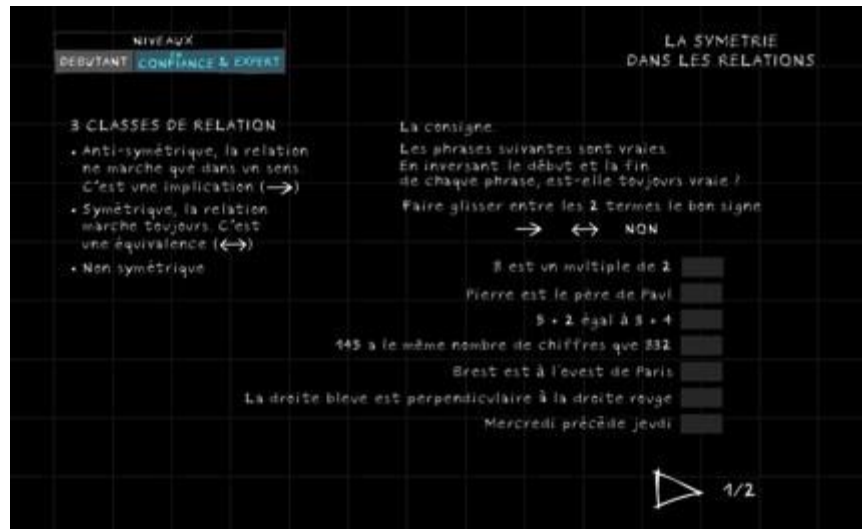 NIVEAUX
DEBUTANT
EN
CONFIANCE & EXPERT
LA SYMETRIE
DANS LES RELATIONS
3 CLASSES DE RELATION
• Anti-symétrique, la relation
ne marche que dans un sens.
C'est une implication (→)
• Symétrique, la relation
marche toujours. C'est
une équivalence (↔)
• Non symétrique
La consigne.
Les phrases suivantes sont vraies
En inversant le début et la fin
de chaque phrase, est-elle toujours vraie ?
Faire glisser entre les 2 termes le bon signe
→ ↔ NON
8 est un multiple de 2
Pierre est le père de Paul
+ 2 égal à
a le même nombre de chiffres que
Brest est à l'ouest de Paris
La droite bleue est perpendiculaire à la droite rouge
Mercredi précède jeudi
1/2